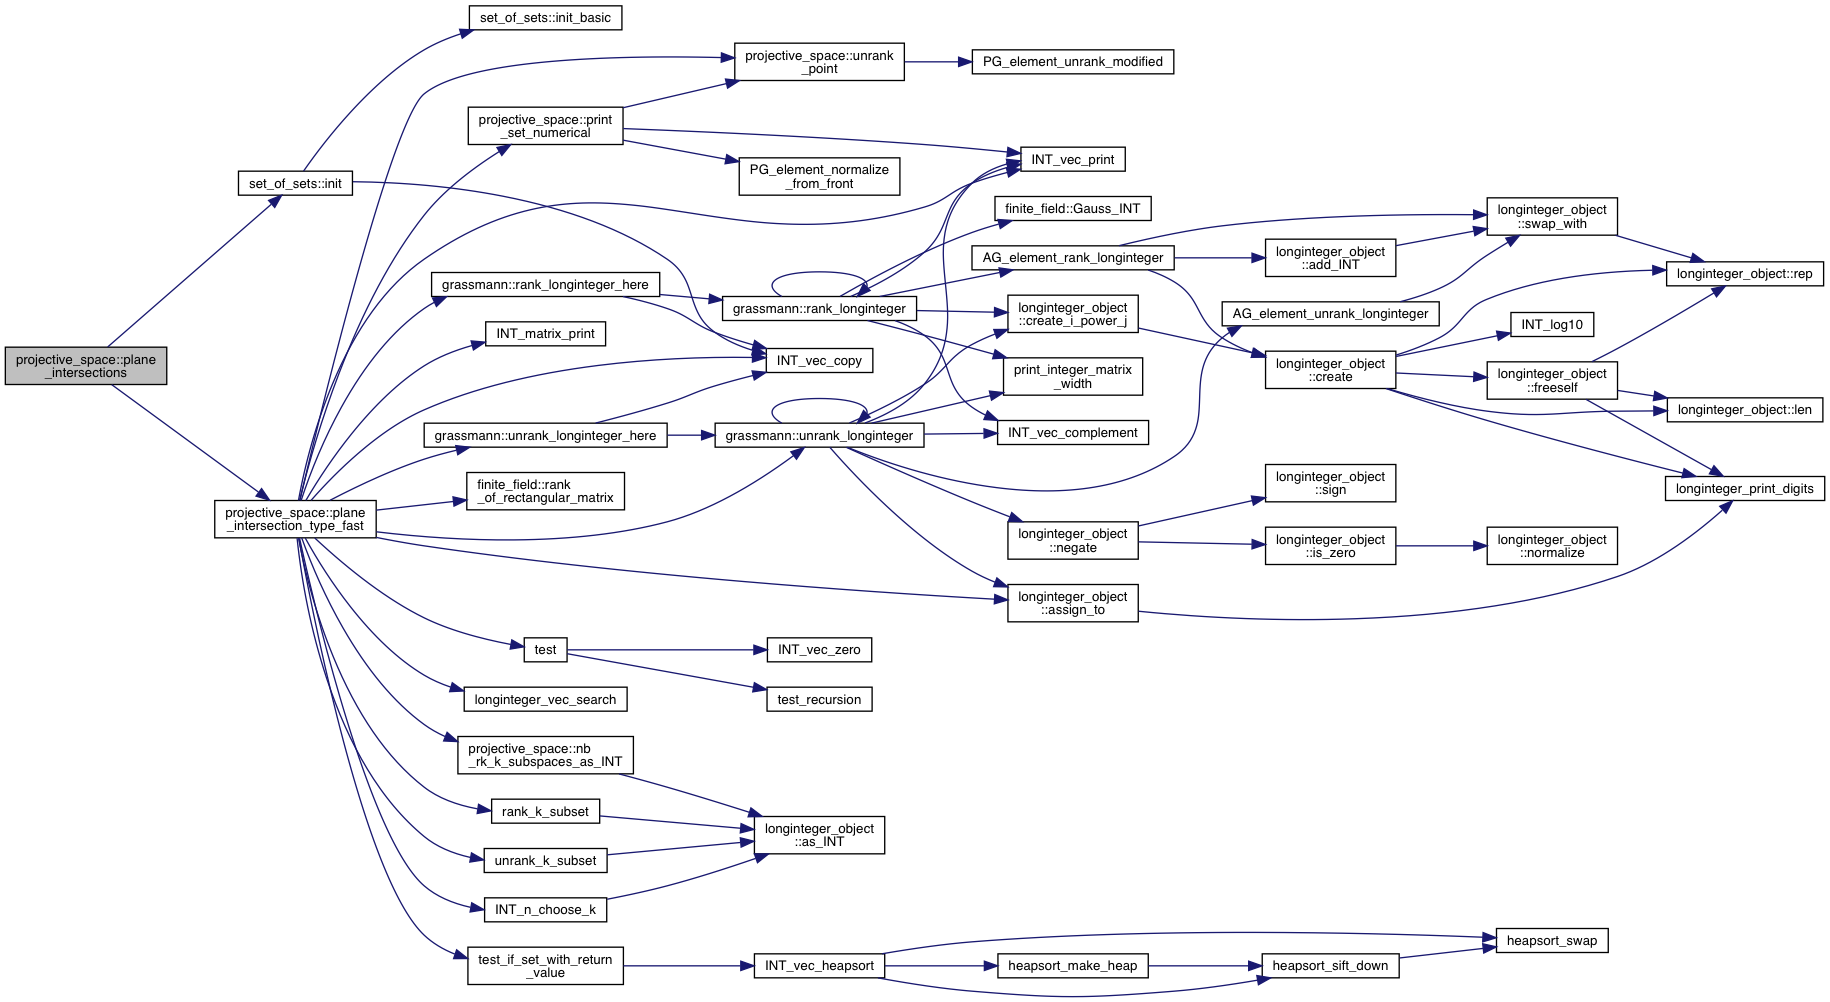 projective_space::plane
_intersections
set_of_sets::init
set_of_sets::init_basic
projective_space::plane
_intersection_type_fast
projective_space::unrank
_point
PG_element_unrank_modified
projective_space::print
_set_numerical
INT_vec_print
PG_element_normalize
_from_front
grassmann::rank_longinteger_here
grassmann::rank_longinteger
finite_field::Gauss_INT
AG_element_rank_longinteger
longinteger_object
::swap_with
longinteger_object
::add_INT
longinteger_object::rep
longinteger_object
::create_i_power_j
AG_element_unrank_longinteger
INT_log10
INT_matrix_print
INT_vec_copy
print_integer_matrix
_width
longinteger_object
::create
longinteger_object
::freeself
longinteger_object::len
grassmann::unrank_longinteger_here
grassmann::unrank_longinteger
INT_vec_complement
longinteger_print_digits
finite_field::rank
_of_rectangular_matrix
longinteger_object
::sign
longinteger_object
::negate
longinteger_object
::is_zero
longinteger_object
::normalize
longinteger_object
::assign_to
test
INT_vec_zero
test_recursion
longinteger_vec_search
projective_space::nb
_rk_k_subspaces_as_INT
rank_k_subset
longinteger_object
::as_INT
unrank_k_subset
INT_n_choose_k
test_if_set_with_return
_value
INT_vec_heapsort
heapsort_make_heap
heapsort_sift_down
heapsort_swap